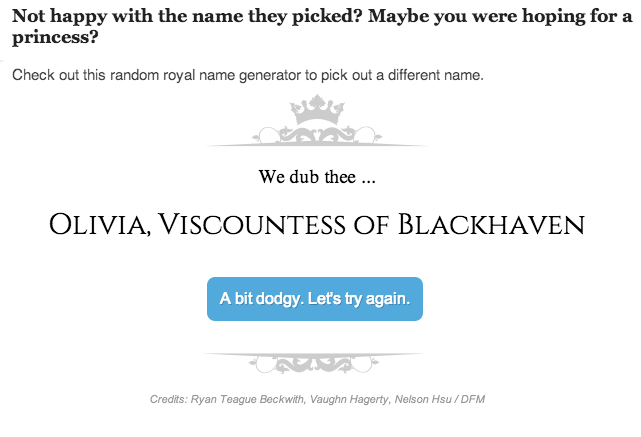 Not happy with the name they picked? Maybe you were hoping for a
princess?
Check out this random royal name generator to pick out a different name.
We dub thee ...
Olivia, Viscountess of Blackhaven
A bit dodgy. Let's try again.
Credits: Ryan Teague Beckwith, Vaughn Hagerty, Nelson Hsu / DFM